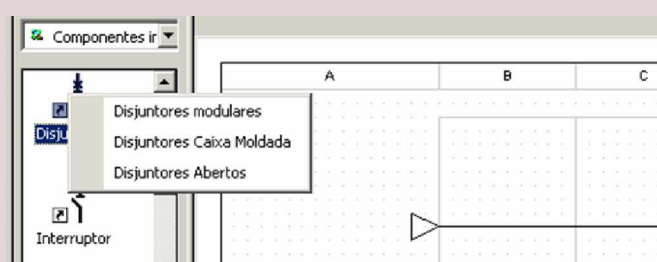 Componentes ir
A B C
Disju
Disjuntores modulares
Disjuntores Caixa Moldada
Disjuntores Abertos
Interruptor